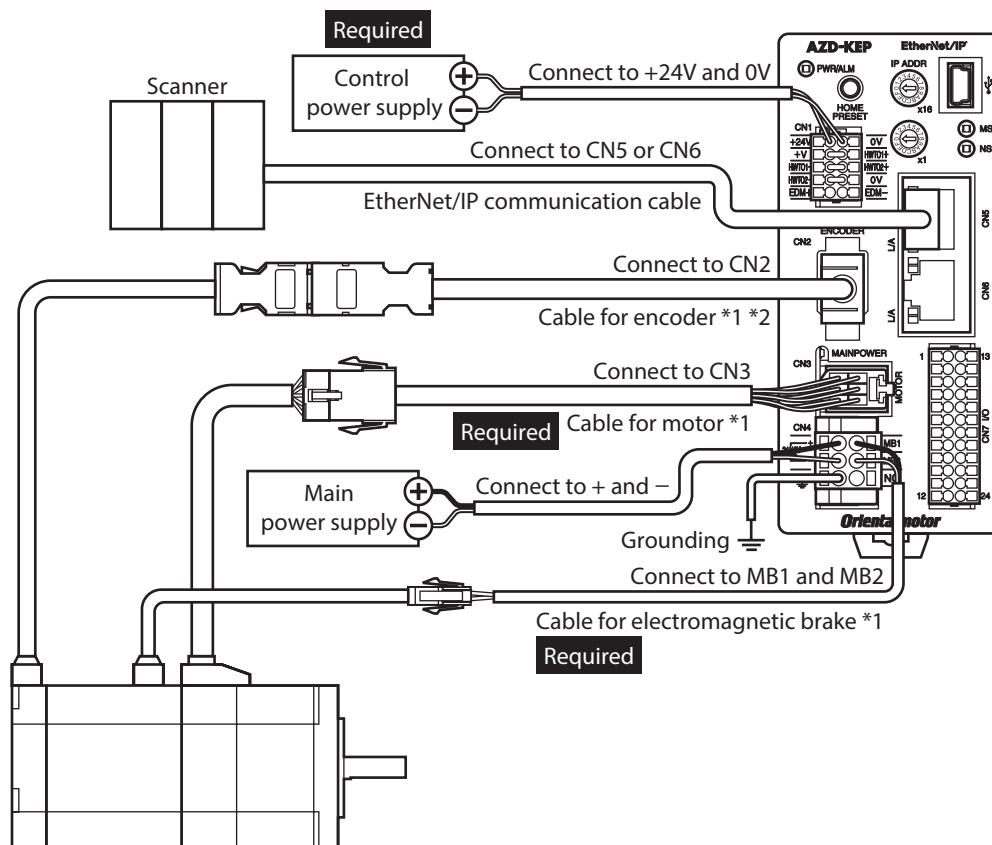 Required
Control
power supply
Connect to +24V and 0V
Scanner
Connect to CN5 or CN6
EtherNet/IP communication cable
Connect to CN2
Cable for encoder *1 *2
Connect to CN3
Required
Cable for motor *1
Main
power supply
Connect to + and −
Grounding
Connect to MB1 and MB2
Cable for electromagnetic brake *1
Required
AZD-KEP
EtherNet/IP
PWR/ALM
IP ADDR
HOME
PRESET
x16
x1
MS
NS
CN1
+24V
0V
+V
HWTO1+
HWTO1-
HWTO2+
HWTO2-
0V
EDM+
EDM-
ENCODER
CN2
L/A
CN5
L/A
CN6
MAINPOWER
CN3
MOTOR
CN4
+
MB1
NC
1
13
I/O
CN7
12
24
Orientalmotor